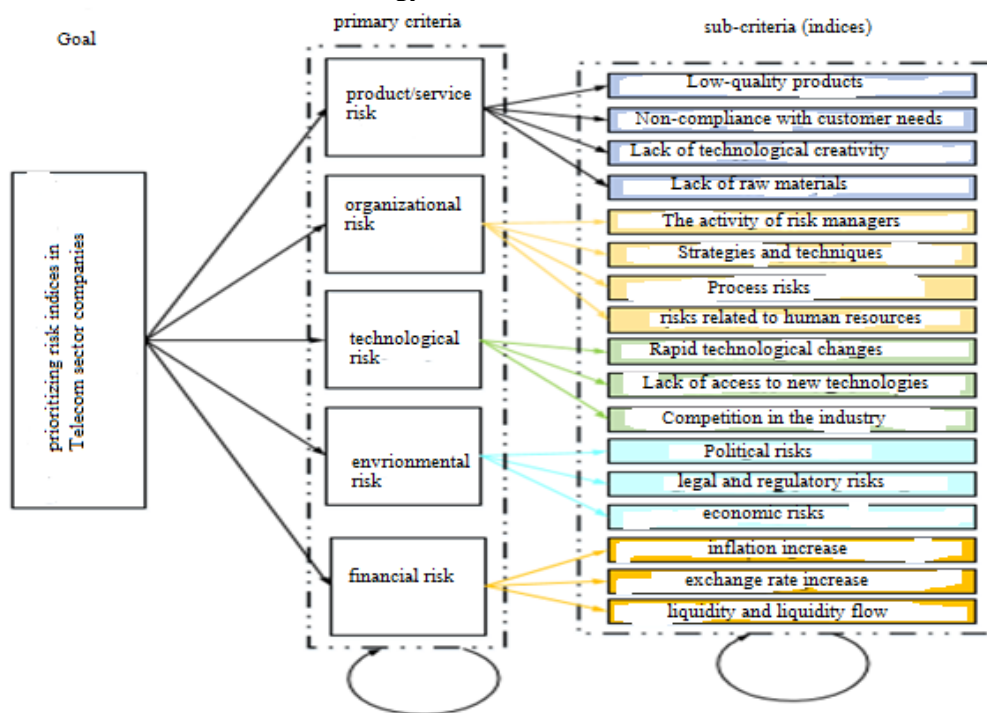 Goal
primary criteria
sub-criteria (indices)
prioritizing risk indices in
Telecom sector companies
product/service
risk
organizational
risk
technological
risk
envrionmental
risk
financial risk
Low-quality products
Non-compliance with customer needs
Lack of technological creativity
Lack of raw materials
The activity of risk managers
Strategies and techniques
Process risks
risks related to human resources
Rapid technological changes
Lack of access to new technologies
Competition in the industry
Political risks
legal and regulatory risks
economic risks
inflation increase
exchange rate increase
liquidity and liquidity flow